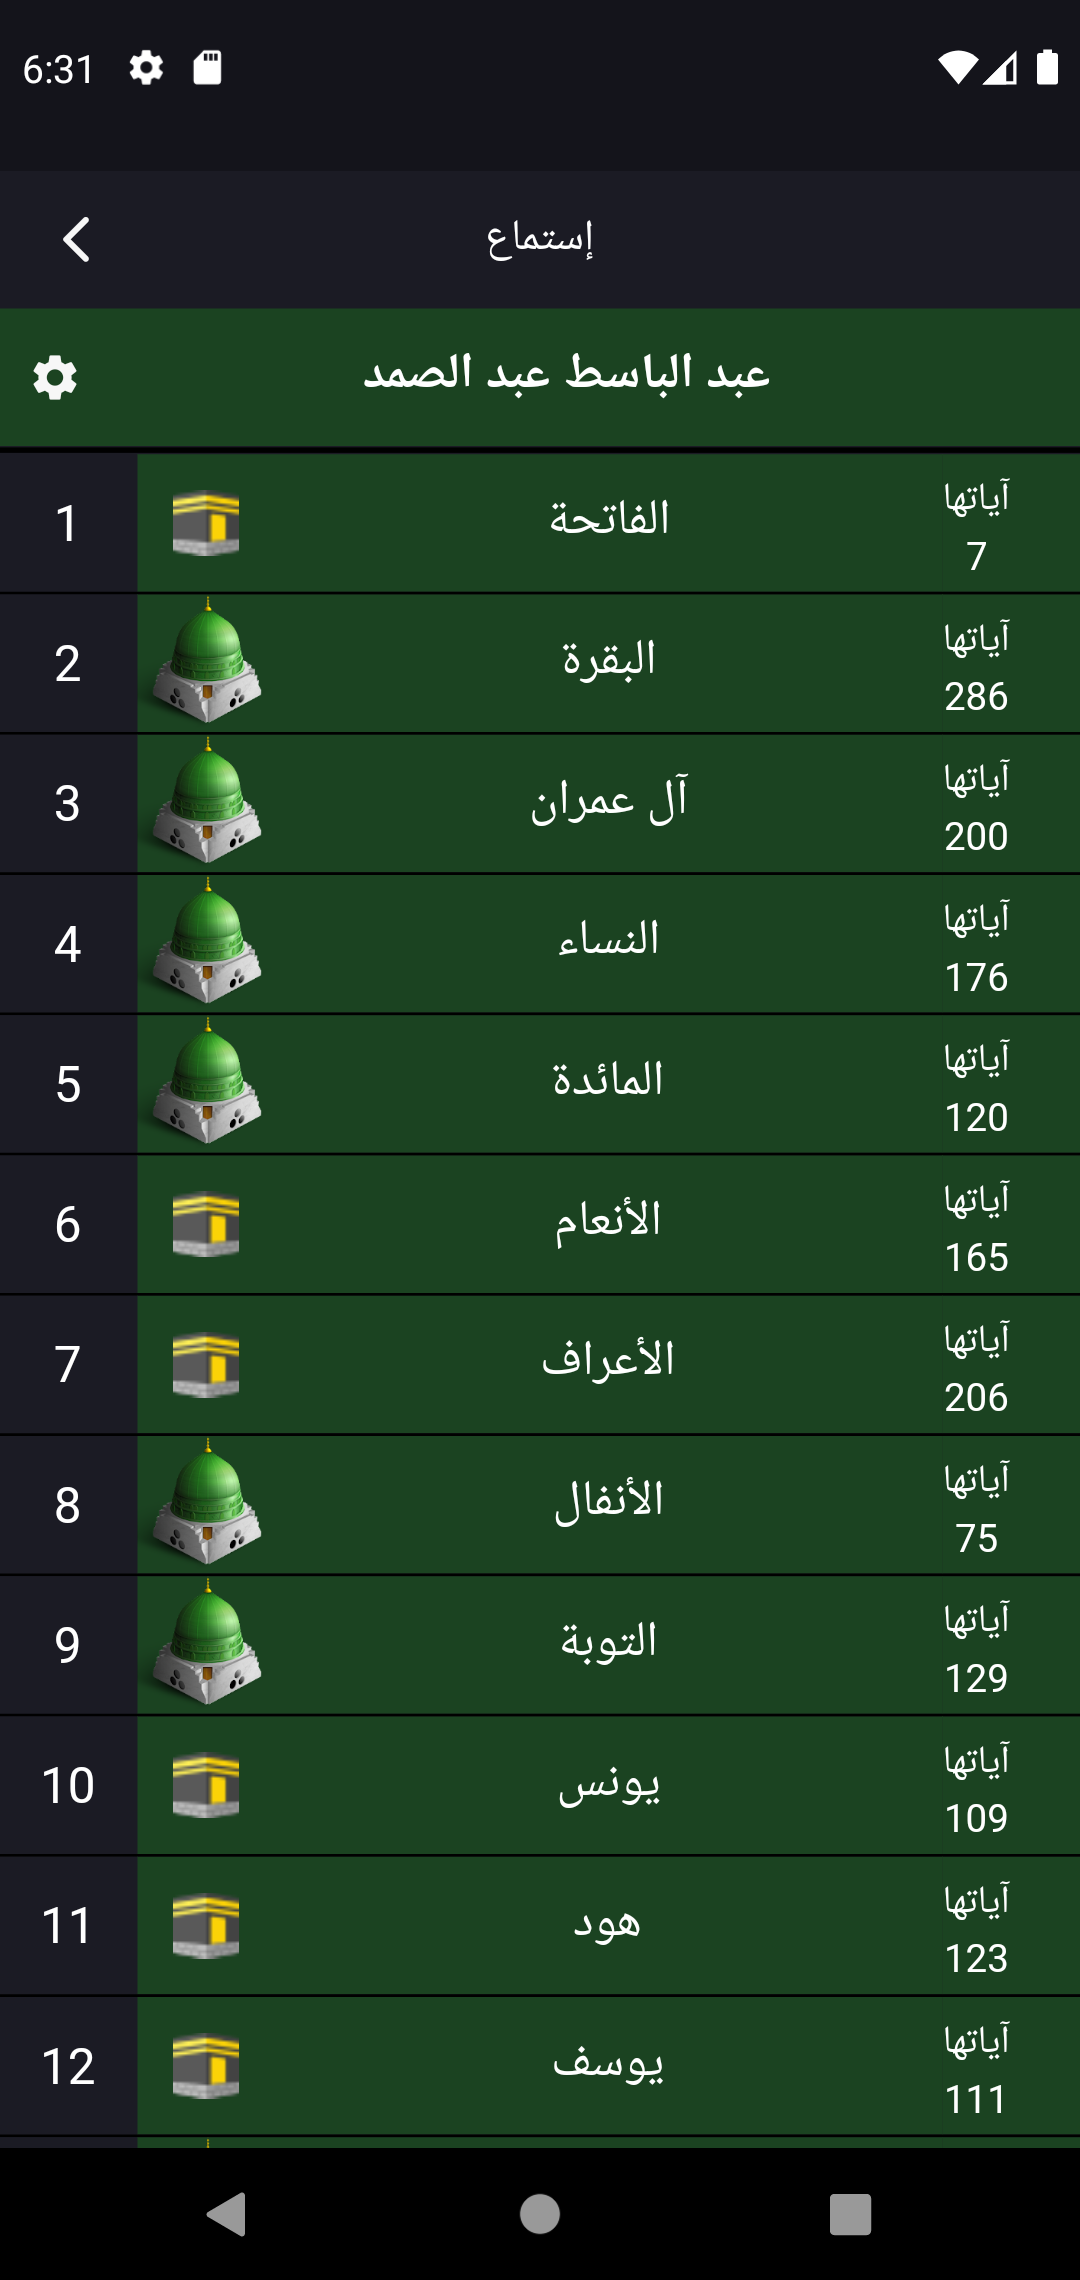 6:31
إستماع
عبد الباسط عبد الصمد
1
الفاتحة
آياتها
7
2
البقرة
آياتها
286
3
آل عمران
آياتها
200
4
النساء
آياتها
176
5
المائدة
آياتها
120
6
الأنعام
آياتها
165
7
الأعراف
آياتها
206
8
الأنفال
آياتها
75
9
التوبة
آياتها
129
10
يونس
آياتها
109
11
هود
آياتها
123
12
يوسف
آياتها
111